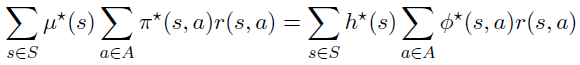 $$\sum_{s \in S} \mu^{\star}(s) \sum_{a \in A} \pi^{\star}(s, a) r(s, a) = \sum_{s \in S} h^{\star}(s) \sum_{a \in A} \phi^{\star}(s, a) r(s, a)$$